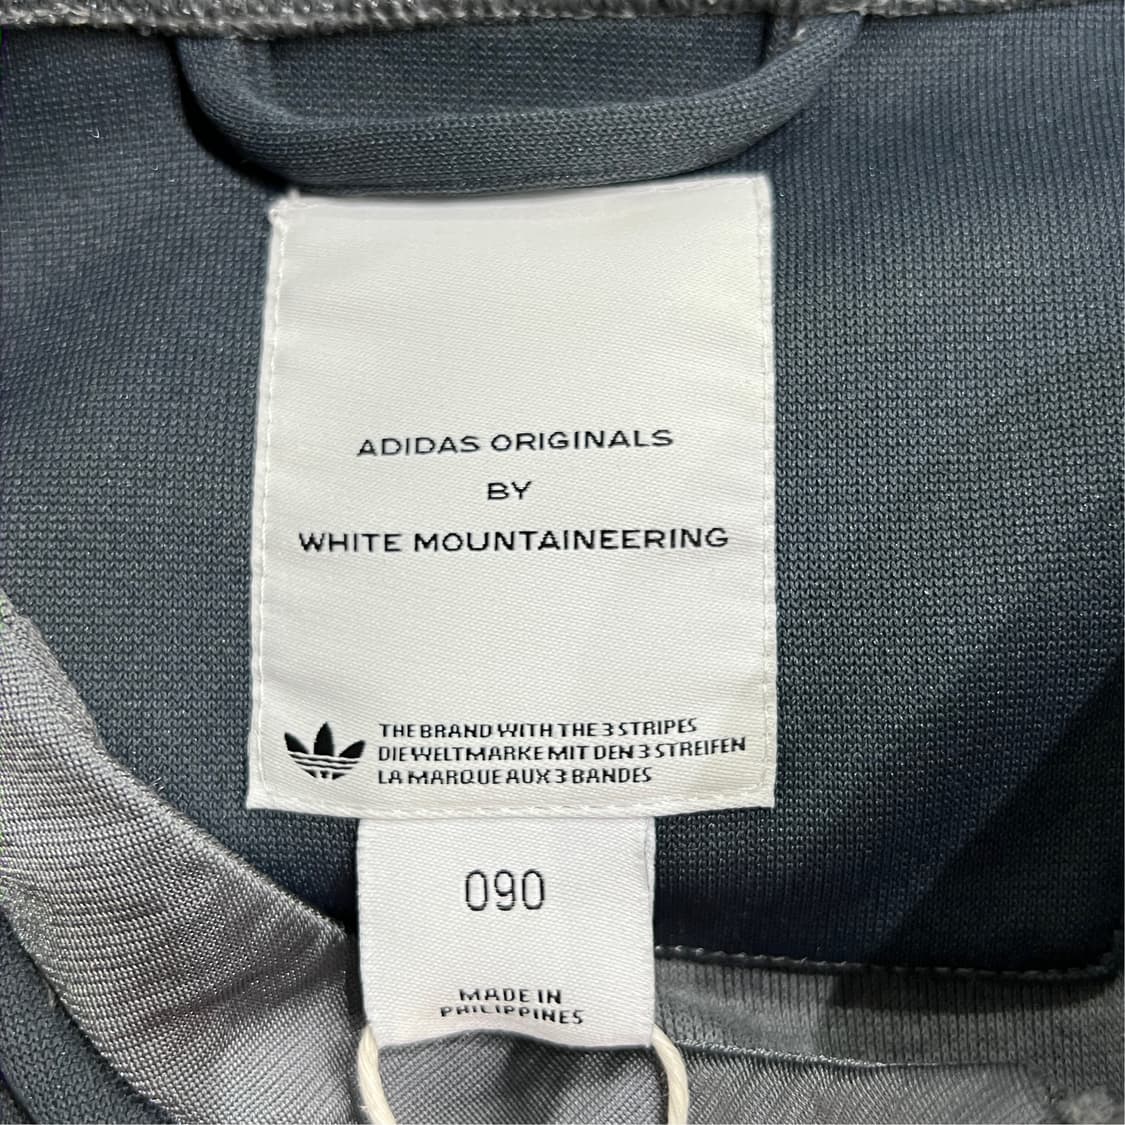 ADIDAS ORIGINALS
BY
WHITE MOUNTAINEERING
THE BRAND WITH THE 3 STRIPES
DIE WELTMARKE MIT DEN 3 STREIFEN
LA MARQUE AUX 3 BANDES
090
MADE IN
PHILIPPINES